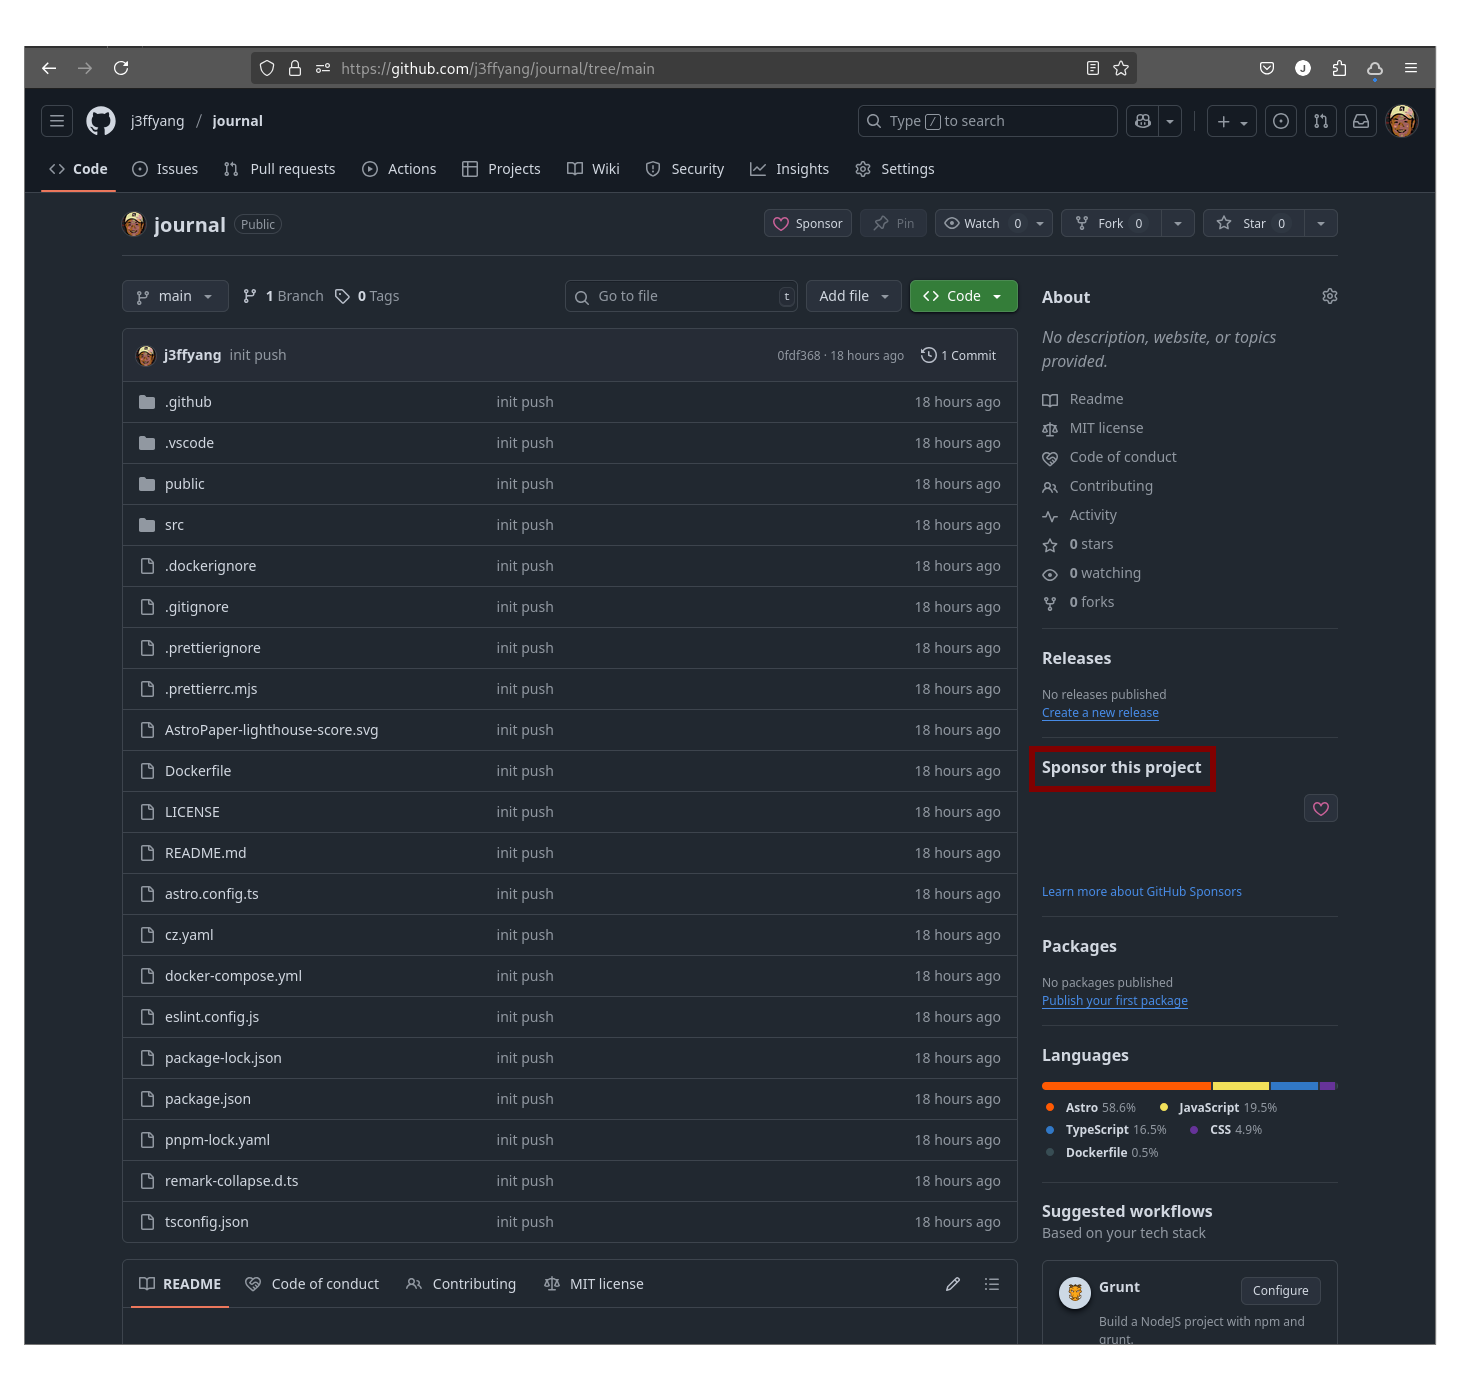 https://github.com/j3ffyang/journal/tree/main
j3ffyang / journal
Type / to search
Code
Issues
Pull requests
Actions
Projects
Wiki
Security
Insights
Settings
journal Public
Sponsor
Pin
Watch 0
Fork 0
Star 0
main
1 Branch
0 Tags
Go to file t
Add file
Code
j3ffyang init push 0fdf368 · 18 hours ago 1 Commit
.github init push 18 hours ago
.vscode init push 18 hours ago
public init push 18 hours ago
src init push 18 hours ago
.dockerignore init push 18 hours ago
.gitignore init push 18 hours ago
.prettierignore init push 18 hours ago
.prettierrc.mjs init push 18 hours ago
AstroPaper-lighthouse-score.svg init push 18 hours ago
Dockerfile init push 18 hours ago
LICENSE init push 18 hours ago
README.md init push 18 hours ago
astro.config.ts init push 18 hours ago
cz.yaml init push 18 hours ago
docker-compose.yml init push 18 hours ago
eslint.config.js init push 18 hours ago
package-lock.json init push 18 hours ago
package.json init push 18 hours ago
pnpm-lock.yaml init push 18 hours ago
remark-collapse.d.ts init push 18 hours ago
tsconfig.json init push 18 hours ago
README
Code of conduct
Contributing
MIT license
About
No description, website, or topics
provided.
Readme
MIT license
Code of conduct
Contributing
Activity
0 stars
0 watching
0 forks
Releases
No releases published
Create a new release
Sponsor this project
Learn more about GitHub Sponsors
Packages
No packages published
Publish your first package
Languages
Astro 58.6% JavaScript 19.5%
TypeScript 16.5% CSS 4.9%
Dockerfile 0.5%
Suggested workflows
Based on your tech stack
Grunt
Configure
Build a NodeJS project with npm and
grunt.